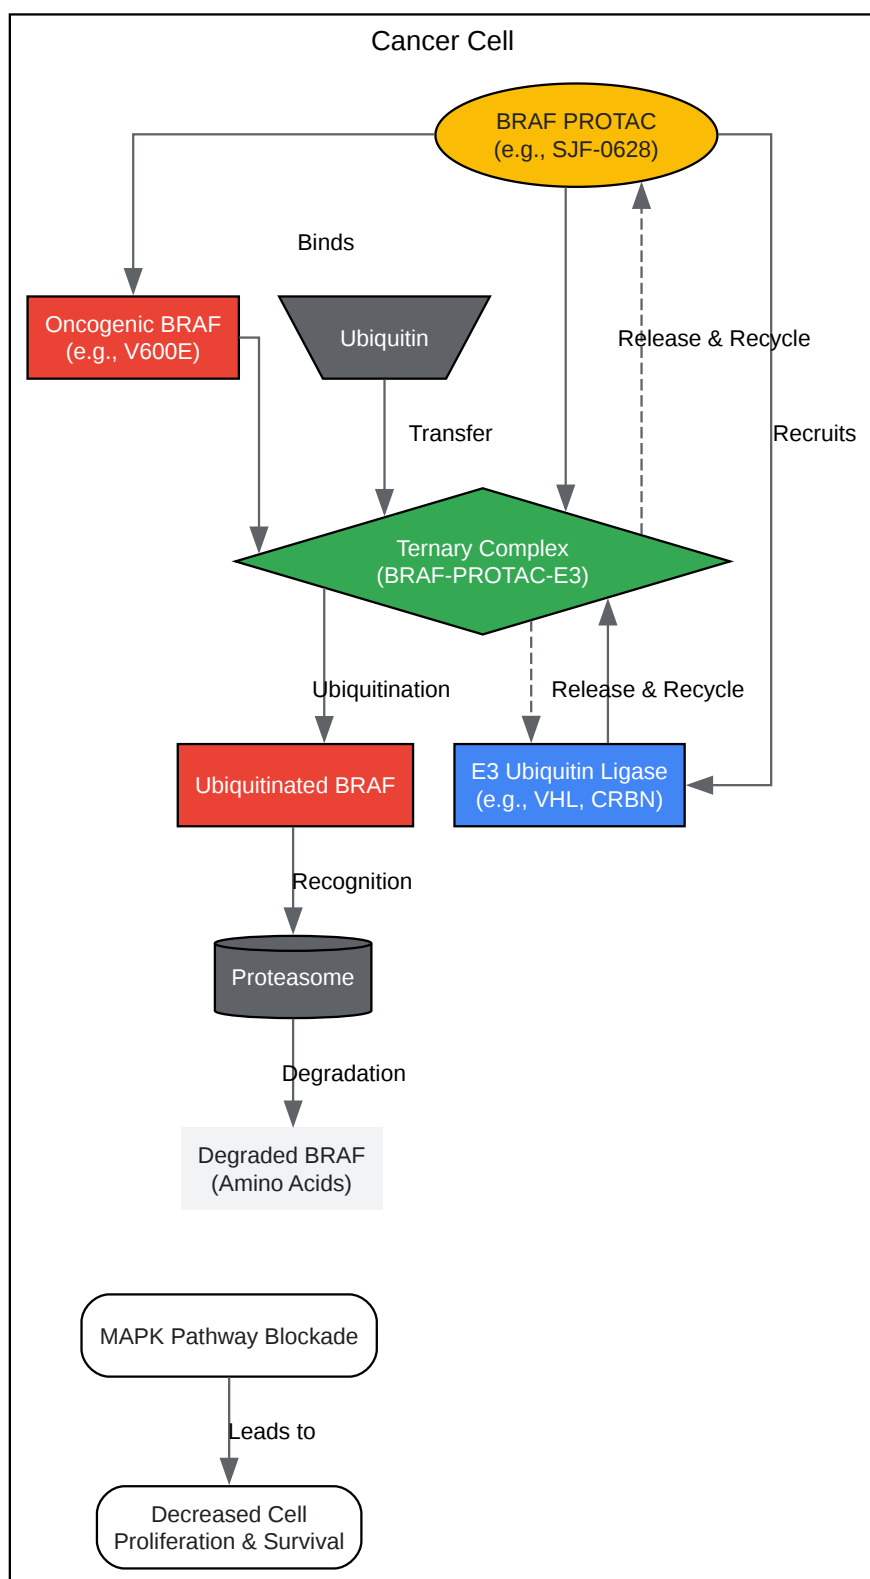 Cancer Cell
BRAF PROTAC
(e.g., SJF-0628)
Binds
Oncogenic BRAF
(e.g., V600E)
Ubiquitin
Release & Recycle
Transfer
Recruits
Ternary Complex
(BRAF-PROTAC-E3)
Ubiquitination
Release & Recycle
Ubiquitinated BRAF
E3 Ubiquitin Ligase
(e.g., VHL, CRBN)
Recognition
Proteasome
Degradation
Degraded BRAF
(Amino Acids)
MAPK Pathway Blockade
Leads to
Decreased Cell
Proliferation & Survival